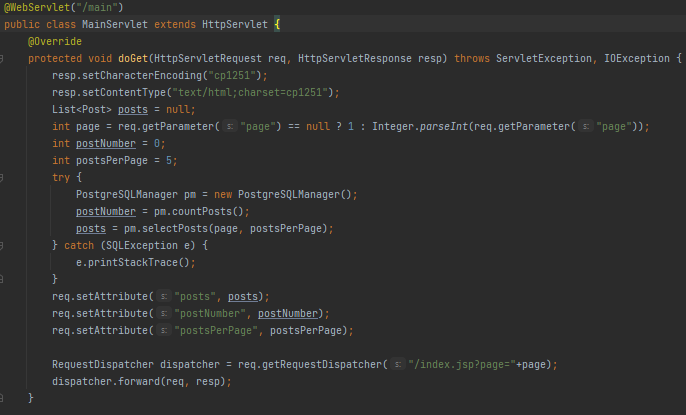 @WebServlet("/main")
public class MainServlet extends HttpServlet {
@Override
protected void doGet(HttpServletRequest req, HttpServletResponse resp) throws ServletException, IOException {
resp.setCharacterEncoding("cp1251");
resp.setContentType("text/html;charset=cp1251");
List<Post> posts = null;
int page = req.getParameter( s: "page") == null ? 1 : Integer.parseInt(req.getParameter( s: "page"));
int postNumber = 0;
int postsPerPage = 5;
try {
PostgreSQLManager pm = new PostgreSQLManager();
postNumber = pm.countPosts();
posts = pm.selectPosts(page, postsPerPage);
} catch (SQLException e) {
e.printStackTrace();
}
req.setAttribute( s: "posts", posts);
req.setAttribute( s: "postNumber", postNumber);
req.setAttribute( s: "postsPerPage", postsPerPage);
RequestDispatcher dispatcher = req.getRequestDispatcher( s: "/index.jsp?page="+page);
dispatcher.forward(req, resp);
}